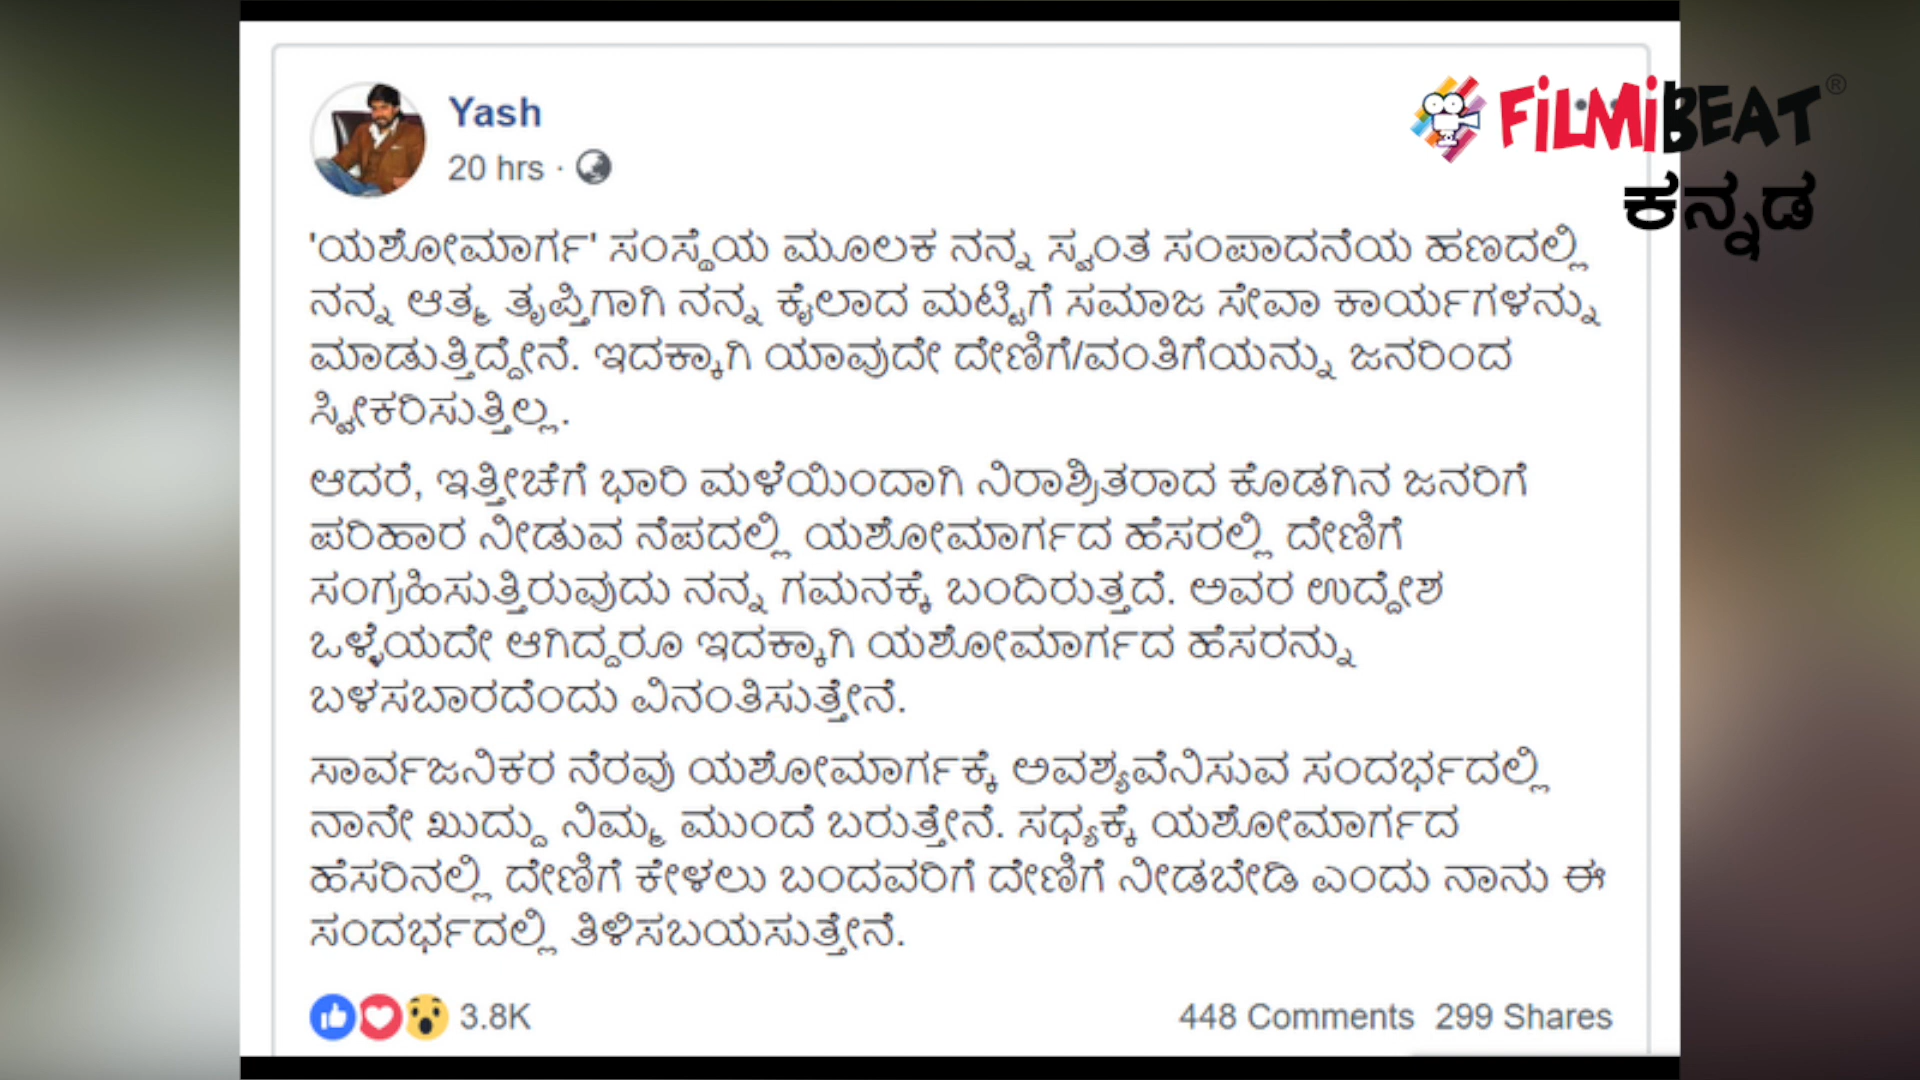 Yash
20 hrs ·
FiLMiBEAT®
ಕನ್ನಡ
'ಯಶೋಮಾರ್ಗ' ಸಂಸ್ಥೆಯ ಮೂಲಕ ನನ್ನ ಸ್ವಂತ ಸಂಪಾದನೆಯ ಹಣದಲ್ಲಿ
ನನ್ನ ಆತ್ಮ ತೃಪ್ತಿಗಾಗಿ ನನ್ನ ಕೈಲಾದ ಮಟ್ಟಿಗೆ ಸಮಾಜ ಸೇವಾ ಕಾರ್ಯಗಳನ್ನು
ಮಾಡುತ್ತಿದ್ದೇನೆ. ಇದಕ್ಕಾಗಿ ಯಾವುದೇ ದೇಣಿಗೆ/ವಂತಿಗೆಯನ್ನು ಜನರಿಂದ
ಸ್ವೀಕರಿಸುತ್ತಿಲ್ಲ.
ಆದರೆ, ಇತ್ತೀಚೆಗೆ ಭಾರಿ ಮಳೆಯಿಂದಾಗಿ ನಿರಾಶ್ರಿತರಾದ ಕೊಡಗಿನ ಜನರಿಗೆ
ಪರಿಹಾರ ನೀಡುವ ನೆಪದಲ್ಲಿ ಯಶೋಮಾರ್ಗದ ಹೆಸರಲ್ಲಿ ದೇಣಿಗೆ
ಸಂಗ್ರಹಿಸುತ್ತಿರುವುದು ನನ್ನ ಗಮನಕ್ಕೆ ಬಂದಿರುತ್ತದೆ. ಅವರ ಉದ್ದೇಶ
ಒಳ್ಳೆಯದೇ ಆಗಿದ್ದರೂ ಇದಕ್ಕಾಗಿ ಯಶೋಮಾರ್ಗದ ಹೆಸರನ್ನು
ಬಳಸಬಾರದೆಂದು ವಿನಂತಿಸುತ್ತೇನೆ.
ಸಾರ್ವಜನಿಕರ ನೆರವು ಯಶೋಮಾರ್ಗಕ್ಕೆ ಅವಶ್ಯವೆನಿಸುವ ಸಂದರ್ಭದಲ್ಲಿ
ನಾನೇ ಖುದ್ದು ನಿಮ್ಮ ಮುಂದೆ ಬರುತ್ತೇನೆ. ಸಧ್ಯಕ್ಕೆ ಯಶೋಮಾರ್ಗದ
ಹೆಸರಿನಲ್ಲಿ ದೇಣಿಗೆ ಕೇಳಲು ಬಂದವರಿಗೆ ದೇಣಿಗೆ ನೀಡಬೇಡಿ ಎಂದು ನಾನು ಈ
ಸಂದರ್ಭದಲ್ಲಿ ತಿಳಿಸಬಯಸುತ್ತೇನೆ.
3.8K 448 Comments 299 Shares